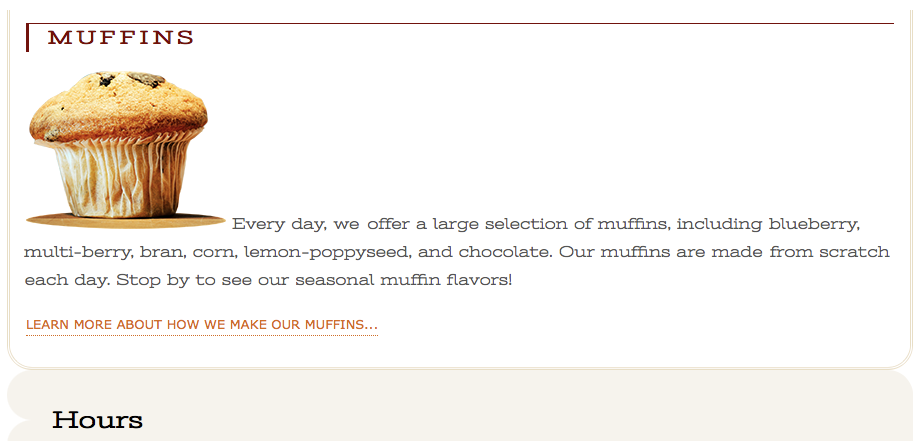 MUFFINS
Every day, we offer a large selection of muffins, including blueberry,
multi-berry, bran, corn, lemon-poppyseed, and chocolate. Our muffins are made from scratch
each day. Stop by to see our seasonal muffin flavors!
LEARN MORE ABOUT HOW WE MAKE OUR MUFFINS...
Hours